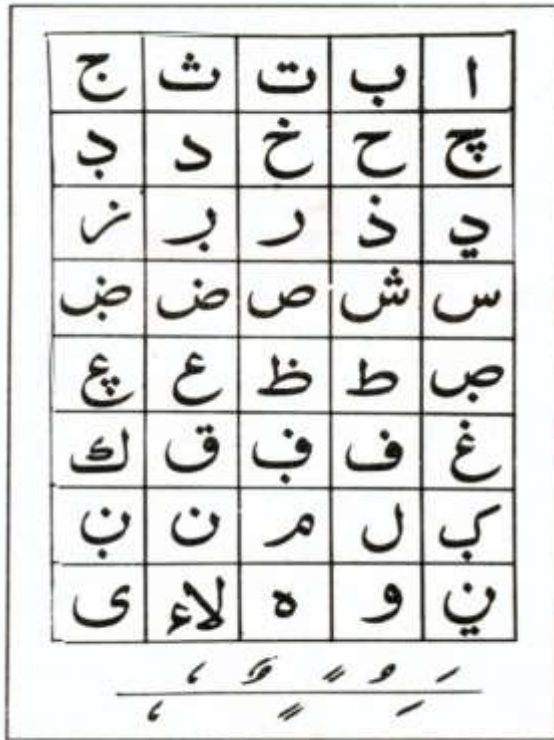 ا ب ت ث ج
چ ح خ د ڊ
ڍ ذ ر ڔ ز
س ش ص ض ۻ
صٜ ط ظ ع ࢳ
غ ف ڣ ق ك
ࢴ ل م ن ڹ
ݧ و ه لاء ى